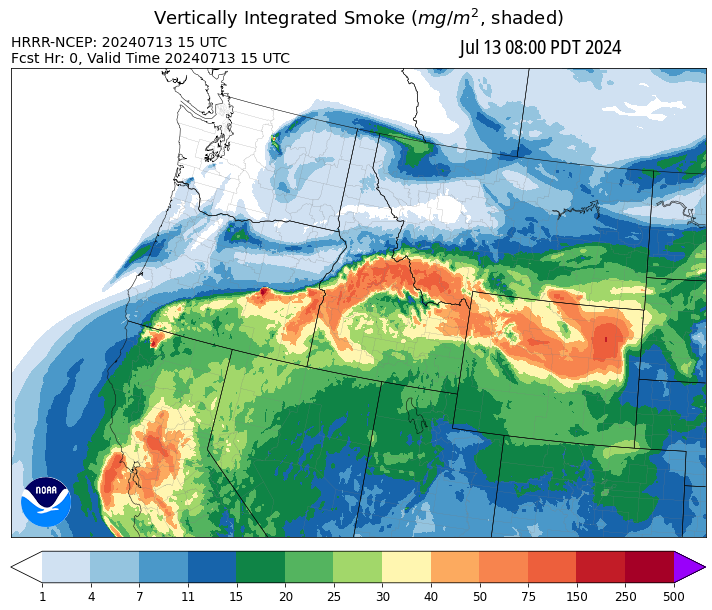 Vertically Integrated Smoke (mg/m², shaded)
HRRR-NCEP: 20240713 15 UTC
Jul 13 08:00 PDT 2024
Fcst Hr: 0, Valid Time 20240713 15 UTC
NOAA
1 4 7 11 15 20 25 30 40 50 75 150 250 500